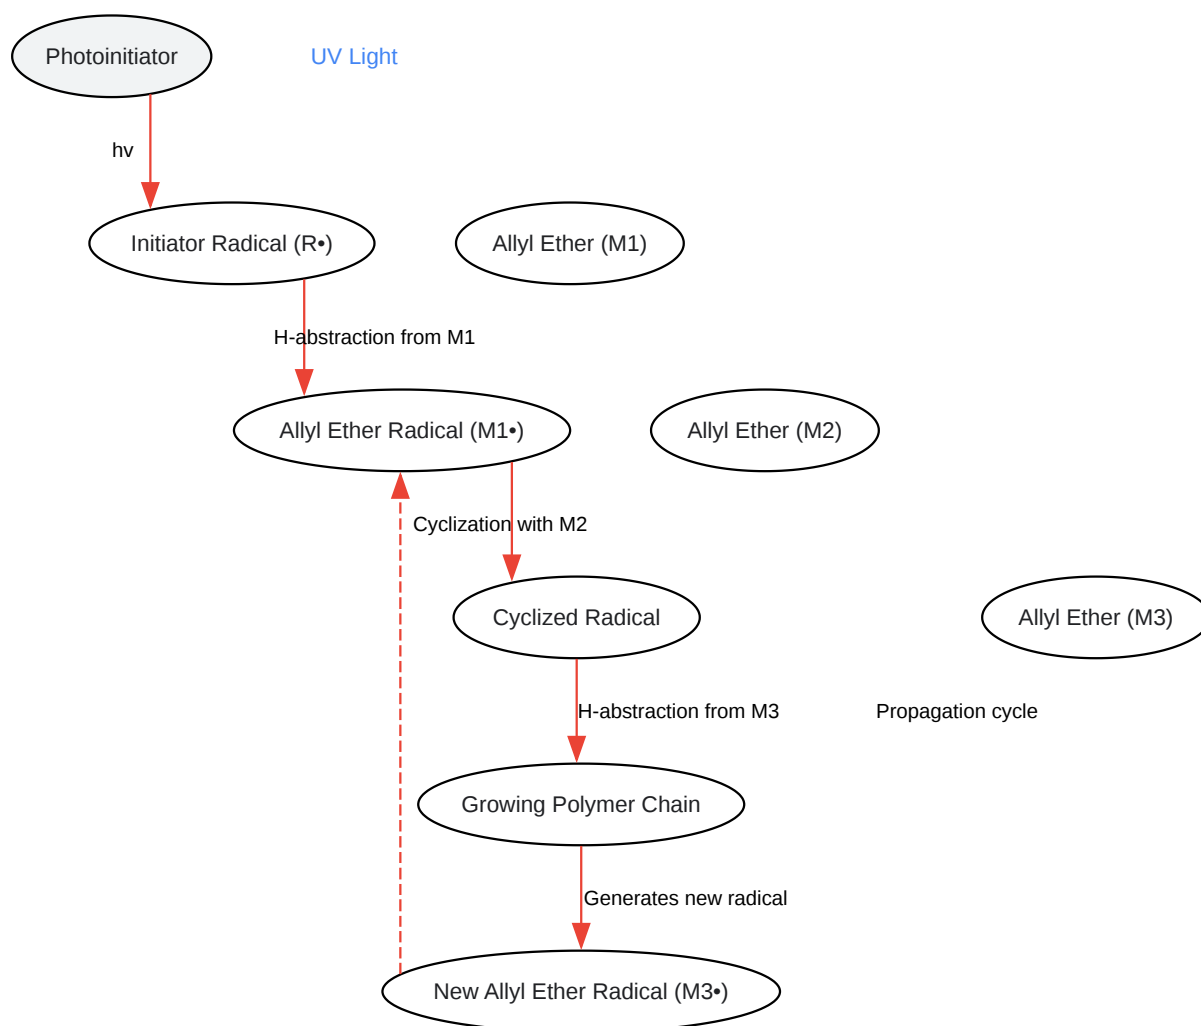 Photoinitiator
UV Light
hv
Initiator Radical (R•)
Allyl Ether (M1)
H-abstraction from M1
Allyl Ether Radical (M1•)
Allyl Ether (M2)
Cyclization with M2
Cyclized Radical
Allyl Ether (M3)
H-abstraction from M3
Propagation cycle
Growing Polymer Chain
Generates new radical
New Allyl Ether Radical (M3•)